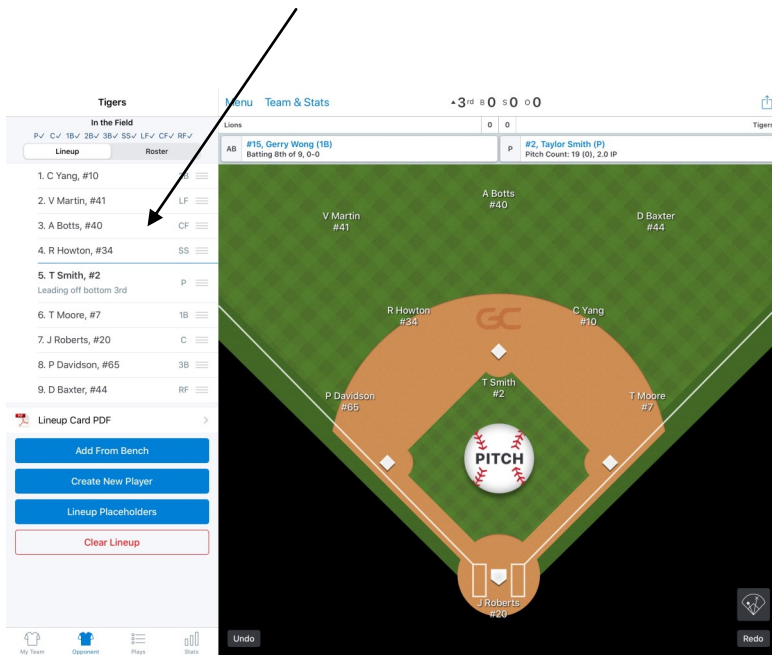 Tigers
In the Field
P✓ C✓ 1B✓ 2B✓ 3B✓ SS✓ LF✓ CF✓ RF✓
Lineup Roster
1. C Yang, #10 2B
2. V Martin, #41 LF
3. A Botts, #40 CF
4. R Howton, #34 SS
5. T Smith, #2 P
Leading off bottom 3rd
6. T Moore, #7 1B
7. J Roberts, #20 C
8. P Davidson, #65 3B
9. D Baxter, #44 RF
PDF
Lineup Card PDF
Add From Bench
Create New Player
Lineup Placeholders
Clear Lineup
My Team Opponent Plays Stats
Menu Team & Stats ▲3rd B 0 S 0 O 0
Lions 0 0 Tigers
AB #15, Gerry Wong (1B)
Batting 8th of 9, 0-0
P #2, Taylor Smith (P)
Pitch Count: 19 (0), 2.0 IP
A Botts
#40
V Martin
#41
D Baxter
#44
R Howton
#34
GC
C Yang
#10
T Smith
#2
P Davidson
#65
T Moore
#7
PITCH
J Roberts
#20
Undo Redo